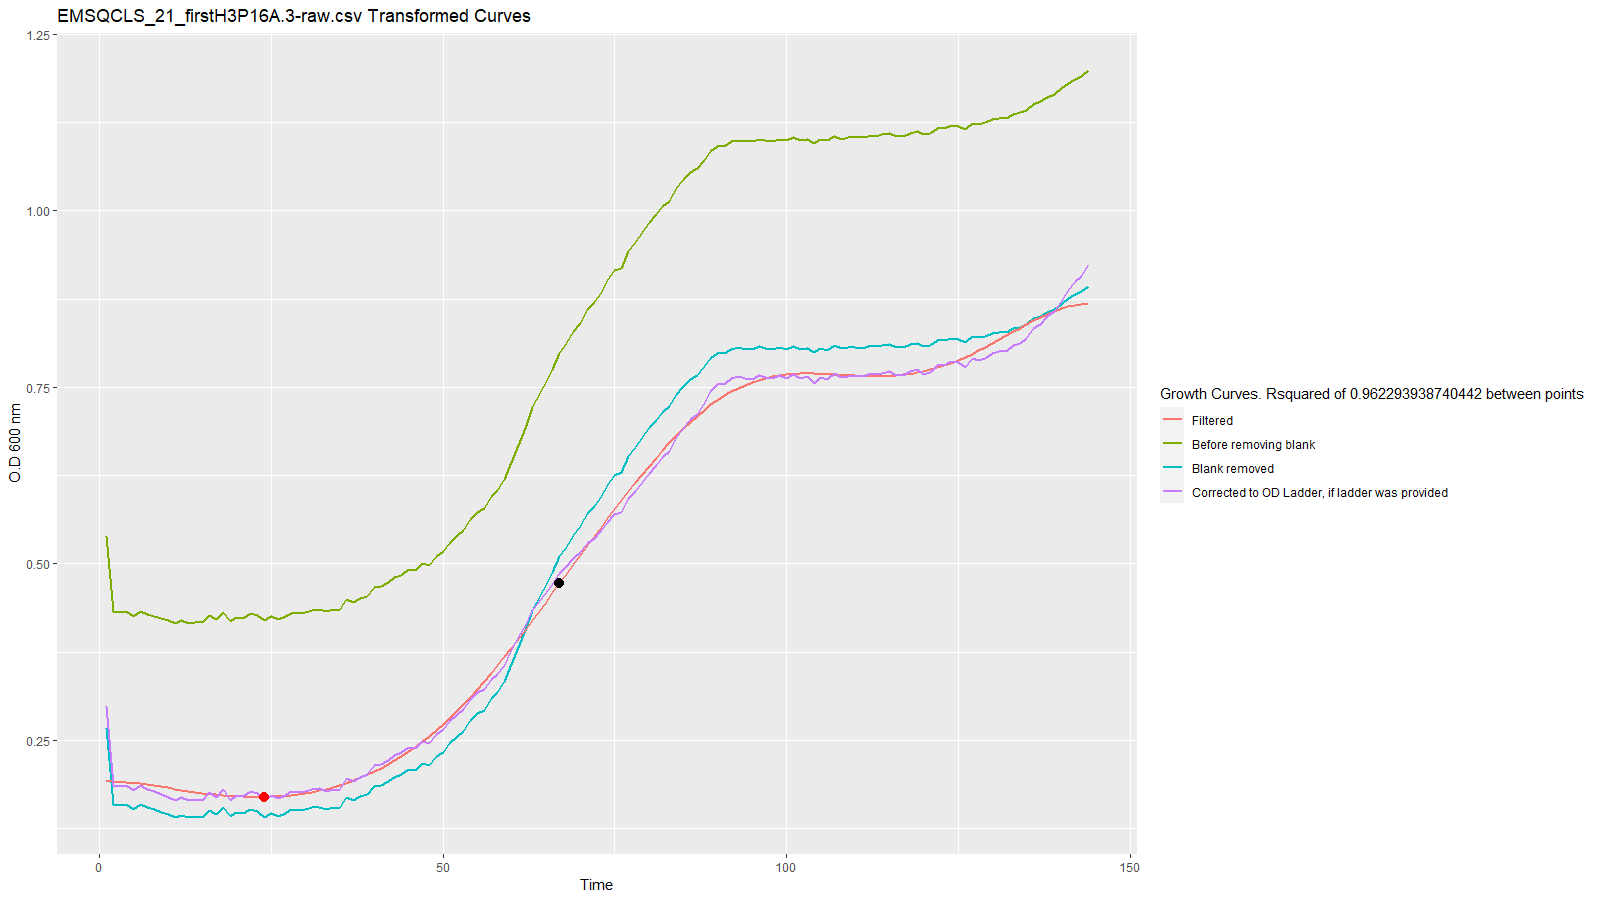 EMSQCLS_21_firstH3P16A.3-raw.csv Transformed Curves
1.25
1.00
0.75
0.50
0.25
O.D 600 nm
0
50
100
150
Time
Growth Curves. Rsquared of 0.962293938740442 between points
Filtered
Before removing blank
Blank removed
Corrected to OD Ladder, if ladder was provided